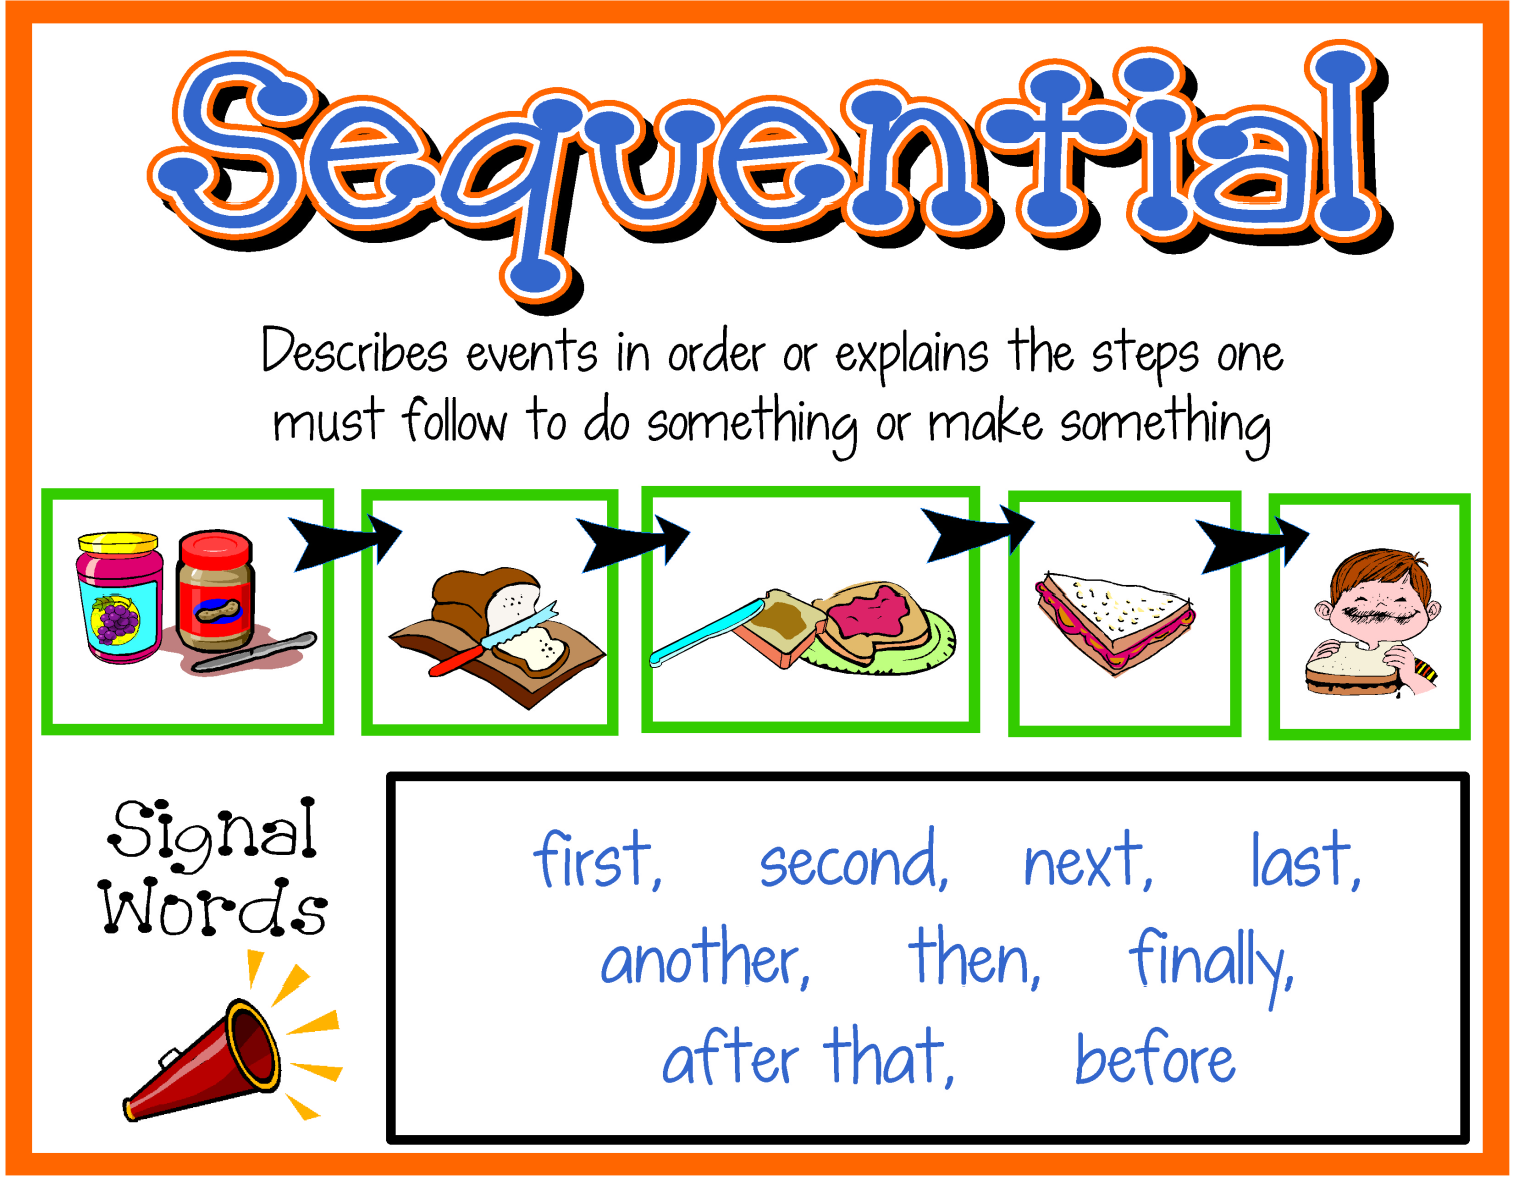 Sequential
Describes events in order or explains the steps one
must follow to do something or make something
Signal
Words
first, second, next, last,
another, then, finally,
after that, before